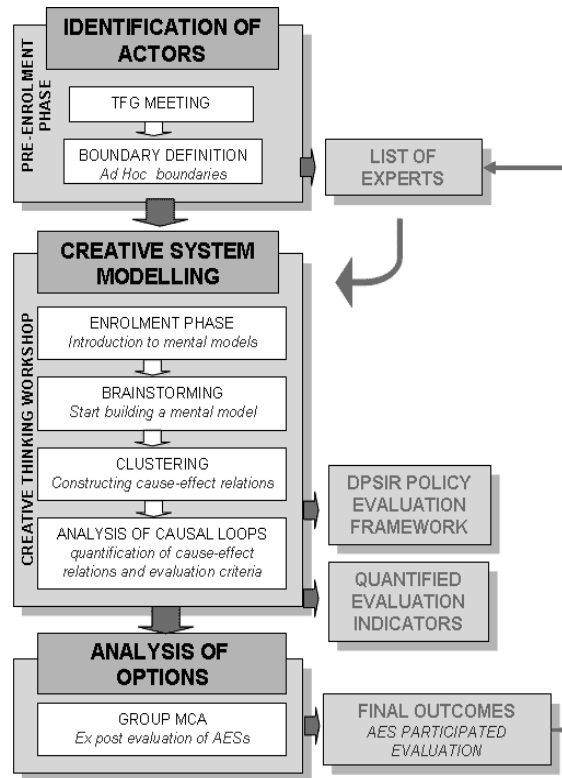 IDENTIFICATION OF
ACTORS
PRE-ENROLMENT
PHASE
TFG MEETING
BOUNDARY DEFINITION
Ad Hoc boundaries
LIST OF
EXPERTS
CREATIVE SYSTEM
MODELLING
CREATIVE THINKING WORKSHOP
ENROLMENT PHASE
Introduction to mental models
BRAINSTORMING
Start building a mental model
CLUSTERING
Constructing cause-effect relations
ANALYSIS OF CAUSAL LOOPS
quantification of cause-effect
relations and evaluation criteria
DPSIR POLICY
EVALUATION
FRAMEWORK
QUANTIFIED
EVALUATION
INDICATORS
ANALYSIS OF
OPTIONS
GROUP MCA
Ex post evaluation of AESs
FINAL OUTCOMES
AES PARTICIPATED
EVALUATION